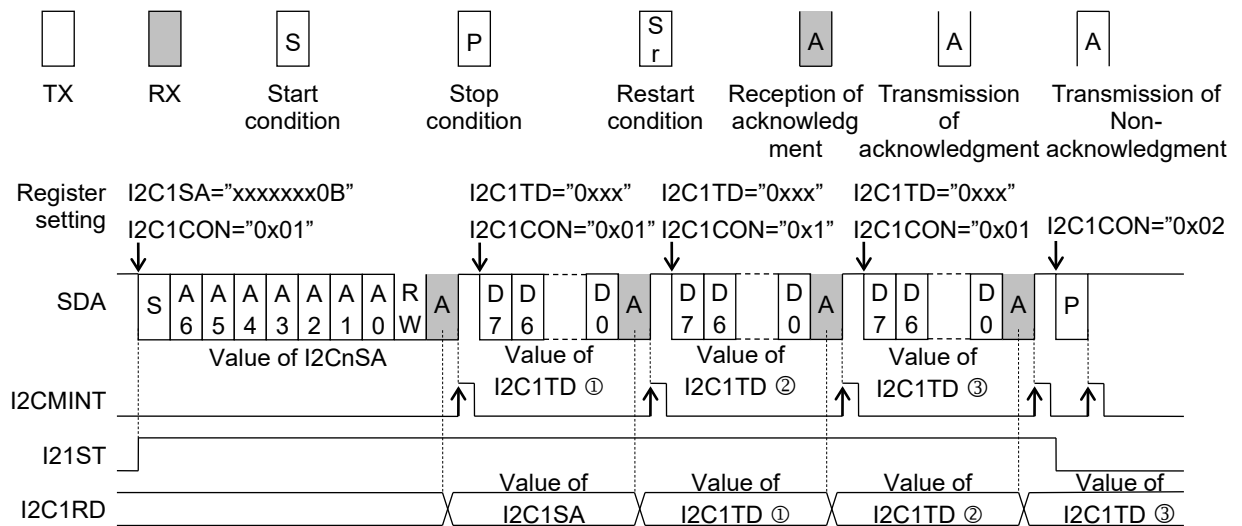 S
P
S
r
A
A
A
TX
RX
Start
condition
Stop
condition
Restart
condition
Reception of
acknowledg
ment
Transmission
of
acknowledgment
Transmission of
Non-
acknowledgment
Register
setting
I2C1SA=”xxxxxxx0B”
I2C1CON=”0x01”
I2C1TD=”0xxx”
I2C1CON=”0x01”
I2C1TD=”0xxx”
I2C1CON=”0x1”
I2C1TD=”0xxx”
I2C1CON=”0x01
I2C1CON=”0x02
SDA
S
A
6
A
5
A
4
A
3
A
2
A
1
A
0
R
W
A
D
7
D
6
D
0
A
D
7
D
6
D
0
A
D
7
D
6
D
0
A
P
Value of I2CnSA
Value of
I2C1TD ①
Value of
I2C1TD ②
Value of
I2C1TD ③
I2CMINT
I21ST
I2C1RD
Value of
I2C1SA
Value of
I2C1TD ①
Value of
I2C1TD ②
Value of
I2C1TD ③